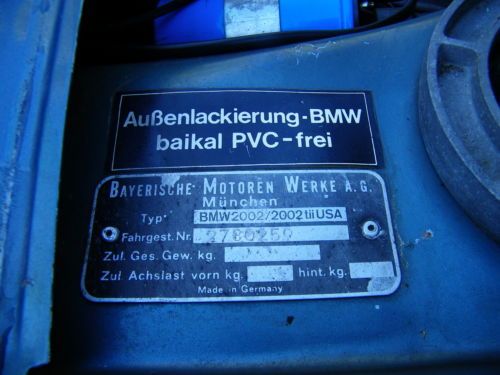 Außenlackierung-BMW
baikal PVC-frei
BAYERISCHE MOTOREN WERKE A.G.
München
Typ BMW2002/2002tiiUSA
Fahrgest. Nr. 2780259
Zul. Ges. Gew. kg.
Zul Achslast vorn kg. hint. kg.
Made in Germany